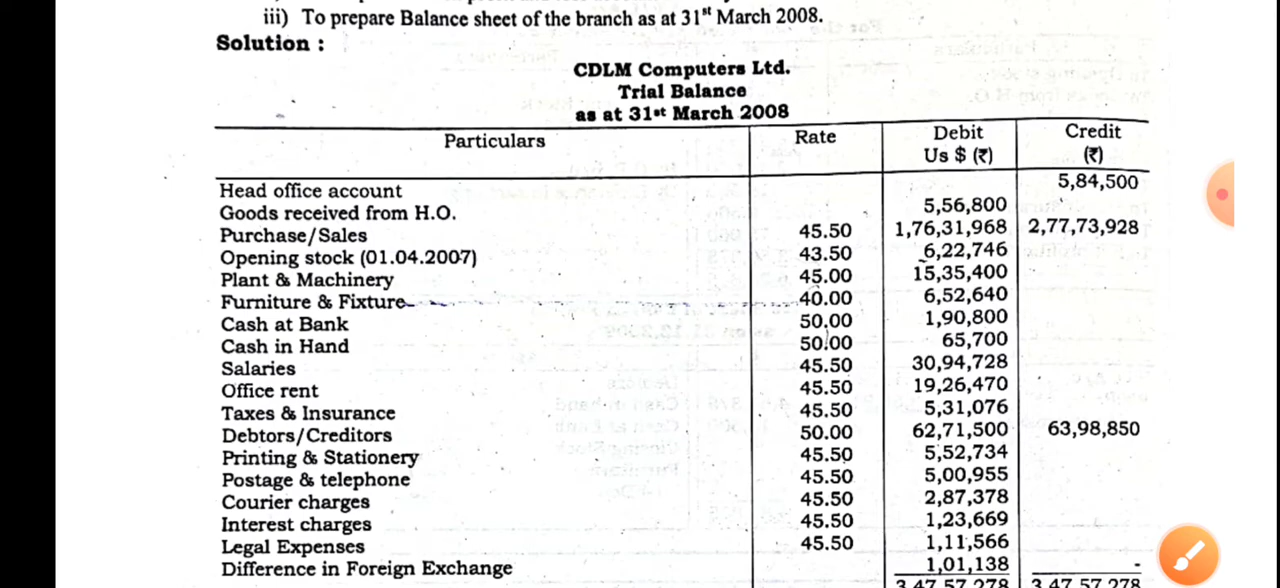 iii) To prepare Balance sheet of the branch as at 31st March 2008.
Solution :
CDLM Computers Ltd.
Trial Balance
as at 31st March 2008
Particulars Rate Debit Us $ (₹) Credit (₹)
Head office account 5,84,500
Goods received from H.O. 5,56,800
Purchase/Sales 45.50 1,76,31,968 2,77,73,928
Opening stock (01.04.2007) 43.50 6,22,746
Plant & Machinery 45.00 15,35,400
Furniture & Fixture 40.00 6,52,640
Cash at Bank 50.00 1,90,800
Cash in Hand 50.00 65,700
Salaries 45.50 30,94,728
Office rent 45.50 19,26,470
Taxes & Insurance 45.50 5,31,076
Debtors/Creditors 50.00 62,71,500 63,98,850
Printing & Stationery 45.50 5,52,734
Postage & telephone 45.50 5,00,955
Courier charges 45.50 2,87,378
Interest charges 45.50 1,23,669
Legal Expenses 45.50 1,11,566
Difference in Foreign Exchange 1,01,138 -
3,47,57,278 3,47,57,278